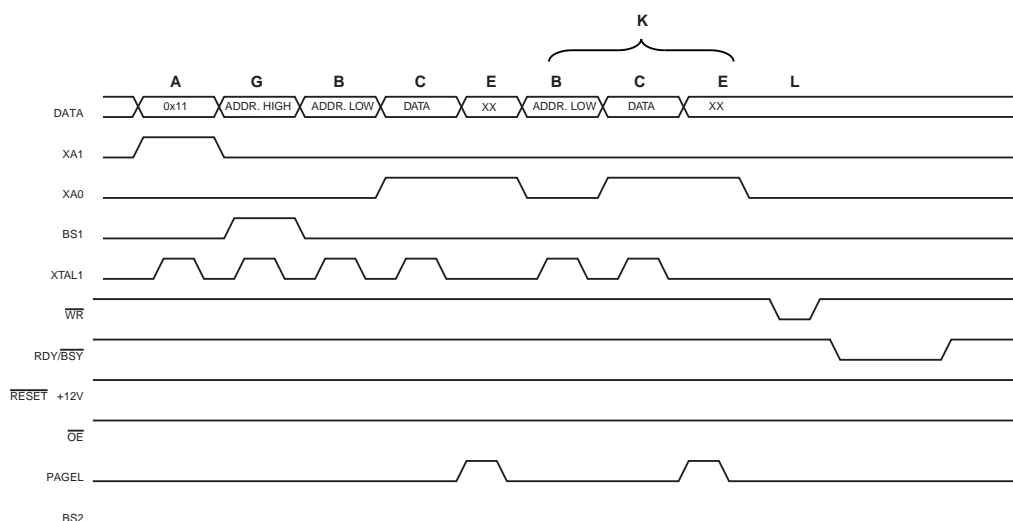 K
A G B C E B C E L
DATA 0x11 ADDR. HIGH ADDR. LOW DATA XX ADDR. LOW DATA XX
XA1
XA0
BS1
XTAL1
WR
RDY/BSY
RESET +12V
OE
PAGEL
BS2